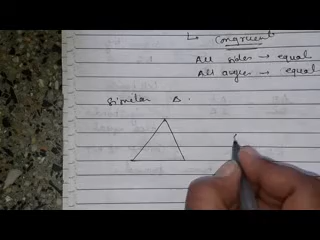 ↳ Congruent
All sides → equal
All angles → equal
similar Δ.